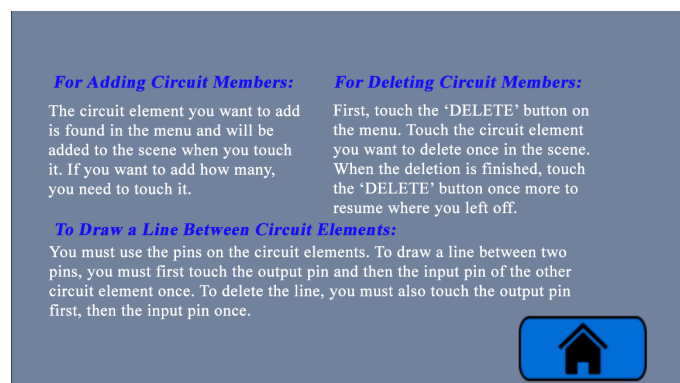 For Adding Circuit Members:
The circuit element you want to add
is found in the menu and will be
added to the scene when you touch
it. If you want to add how many,
you need to touch it.
For Deleting Circuit Members:
First, touch the ‘DELETE’ button on
the menu. Touch the circuit element
you want to delete once in the scene.
When the deletion is finished, touch
the ‘DELETE’ button once more to
resume where you left off.
To Draw a Line Between Circuit Elements:
You must use the pins on the circuit elements. To draw a line between two
pins, you must first touch the output pin and then the input pin of the other
circuit element once. To delete the line, you must also touch the output pin
first, then the input pin once.